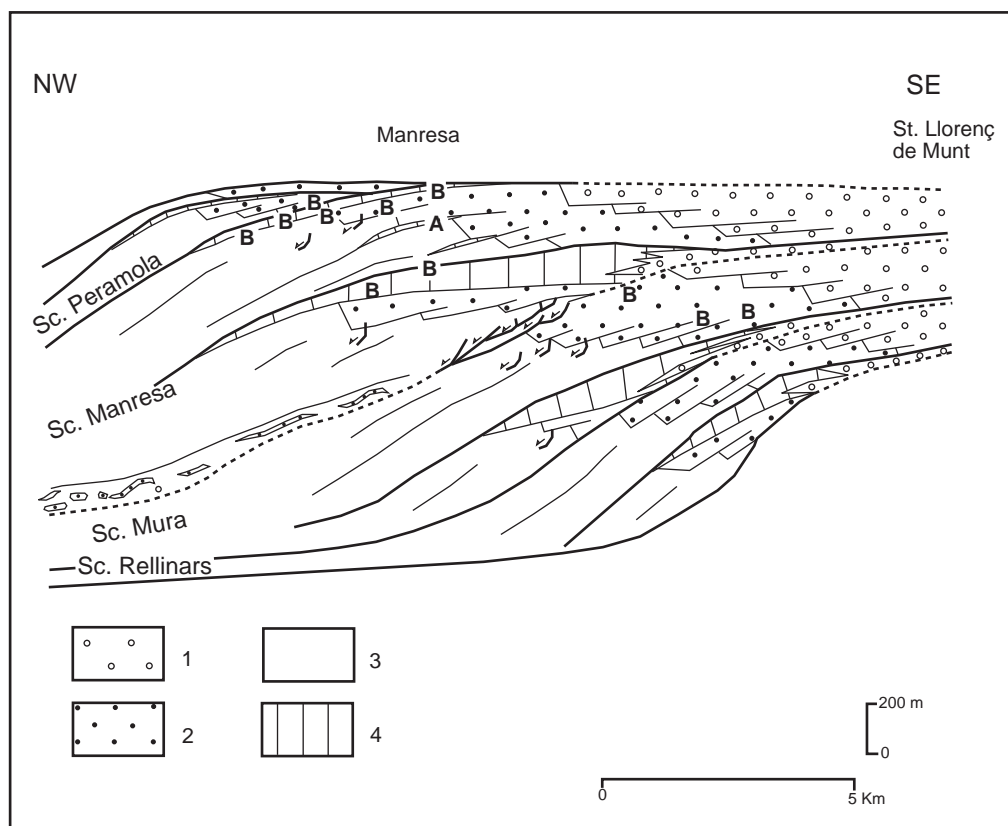 NW
SE
Manresa
St. Llorenç
de Munt
B
B
B
B
B
B
A
B
B
B
B
B
Sc. Peramola
Sc. Manresa
Sc. Mura
Sc. Rellinars
1
3
2
4
200 m
0
0
5 Km